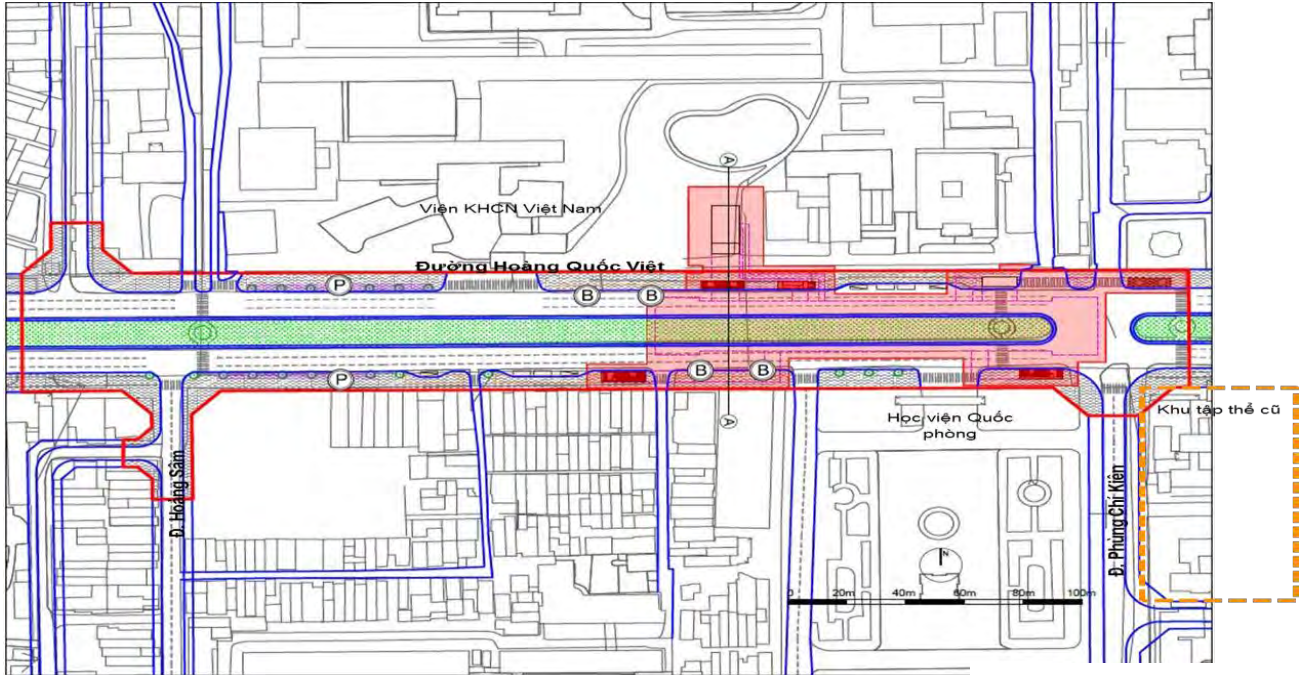 A
Viện KHCN Việt Nam
Đường Hoàng Quốc Việt
P
B
B
P
B
B
A
Học viện Quốc
phòng
Khu tập thể cũ
Đ. Hoàng Sâm
Đ. Phùng Chí Kiên
N
0 20m 40m 60m 80m 100m